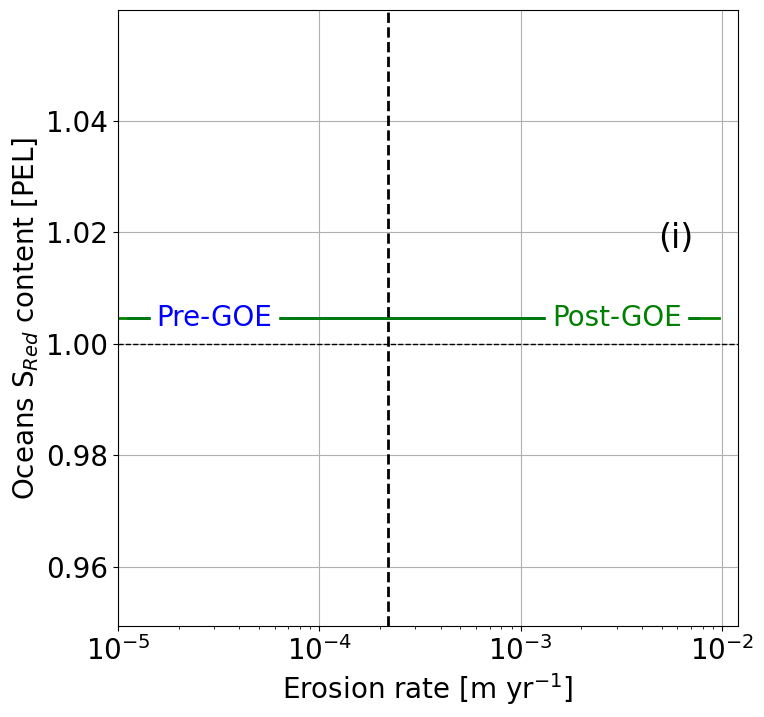 Oceans S_Red content [PEL]
1.04
1.02
1.00
0.98
0.96
(i)
Pre-GOE
Post-GOE
10⁻⁵
10⁻⁴
10⁻³
10⁻²
Erosion rate [m yr⁻¹]